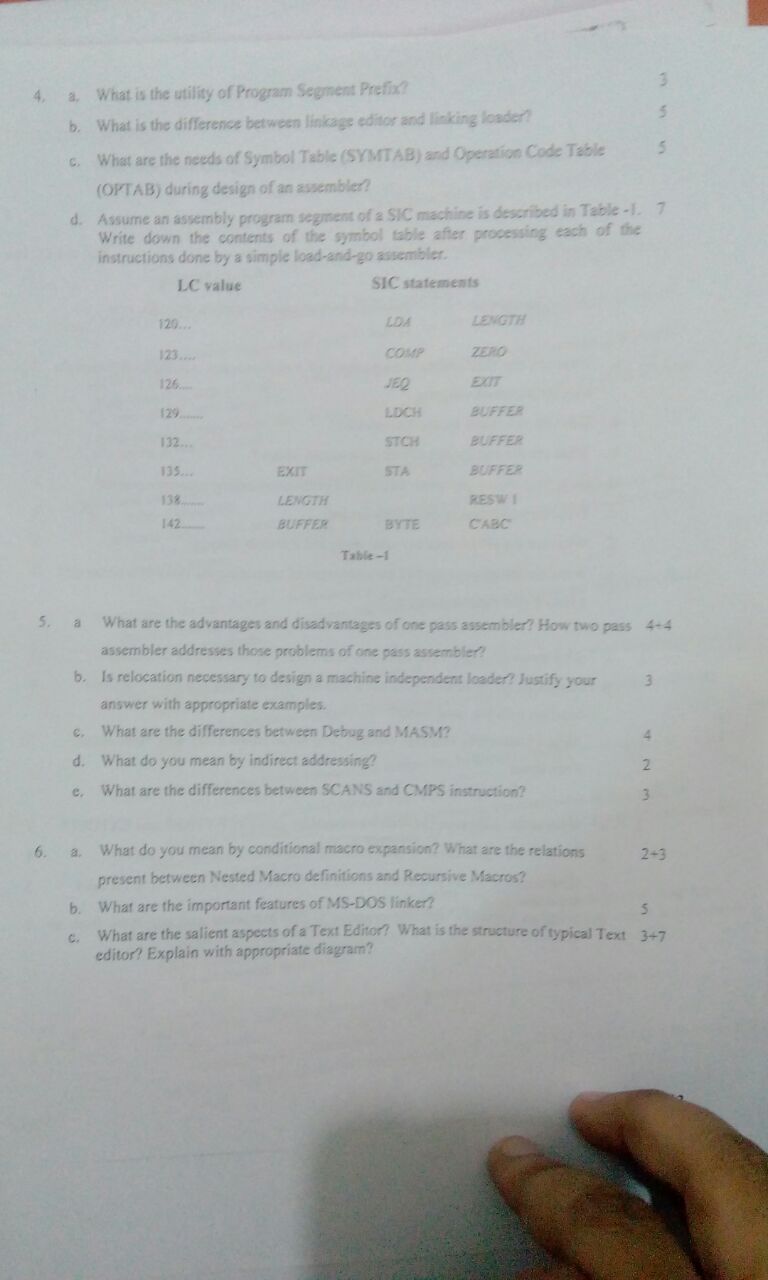 4. a. What is the utility of Program Segment Prefix? 3
b. What is the difference between linkage editor and linking loader? 5
c. What are the needs of Symbol Table (SYMTAB) and Operation Code Table 5
(OPTAB) during design of an assembler?
d. Assume an assembly program segment of a SIC machine is described in Table -1. 7
Write down the contents of the symbol table after processing each of the
instructions done by a simple load-and-go assembler.
LC value SIC statements
120... LDA LENGTH
123.... COMP ZERO
126.... JEQ EXIT
129....... LDCH BUFFER
132... STCH BUFFER
135... EXIT STA BUFFER
138....... LENGTH RESW 1
142....... BUFFER BYTE C'ABC'
Table -1
5. a What are the advantages and disadvantages of one pass assembler? How two pass 4+4
assembler addresses those problems of one pass assembler?
b. Is relocation necessary to design a machine independent loader? Justify your 3
answer with appropriate examples.
c. What are the differences between Debug and MASM? 4
d. What do you mean by indirect addressing? 2
e. What are the differences between SCANS and CMPS instruction? 3
6. a. What do you mean by conditional macro expansion? What are the relations 2+3
present between Nested Macro definitions and Recursive Macros?
b. What are the important features of MS-DOS linker? 5
c. What are the salient aspects of a Text Editor? What is the structure of typical Text 3+7
editor? Explain with appropriate diagram?